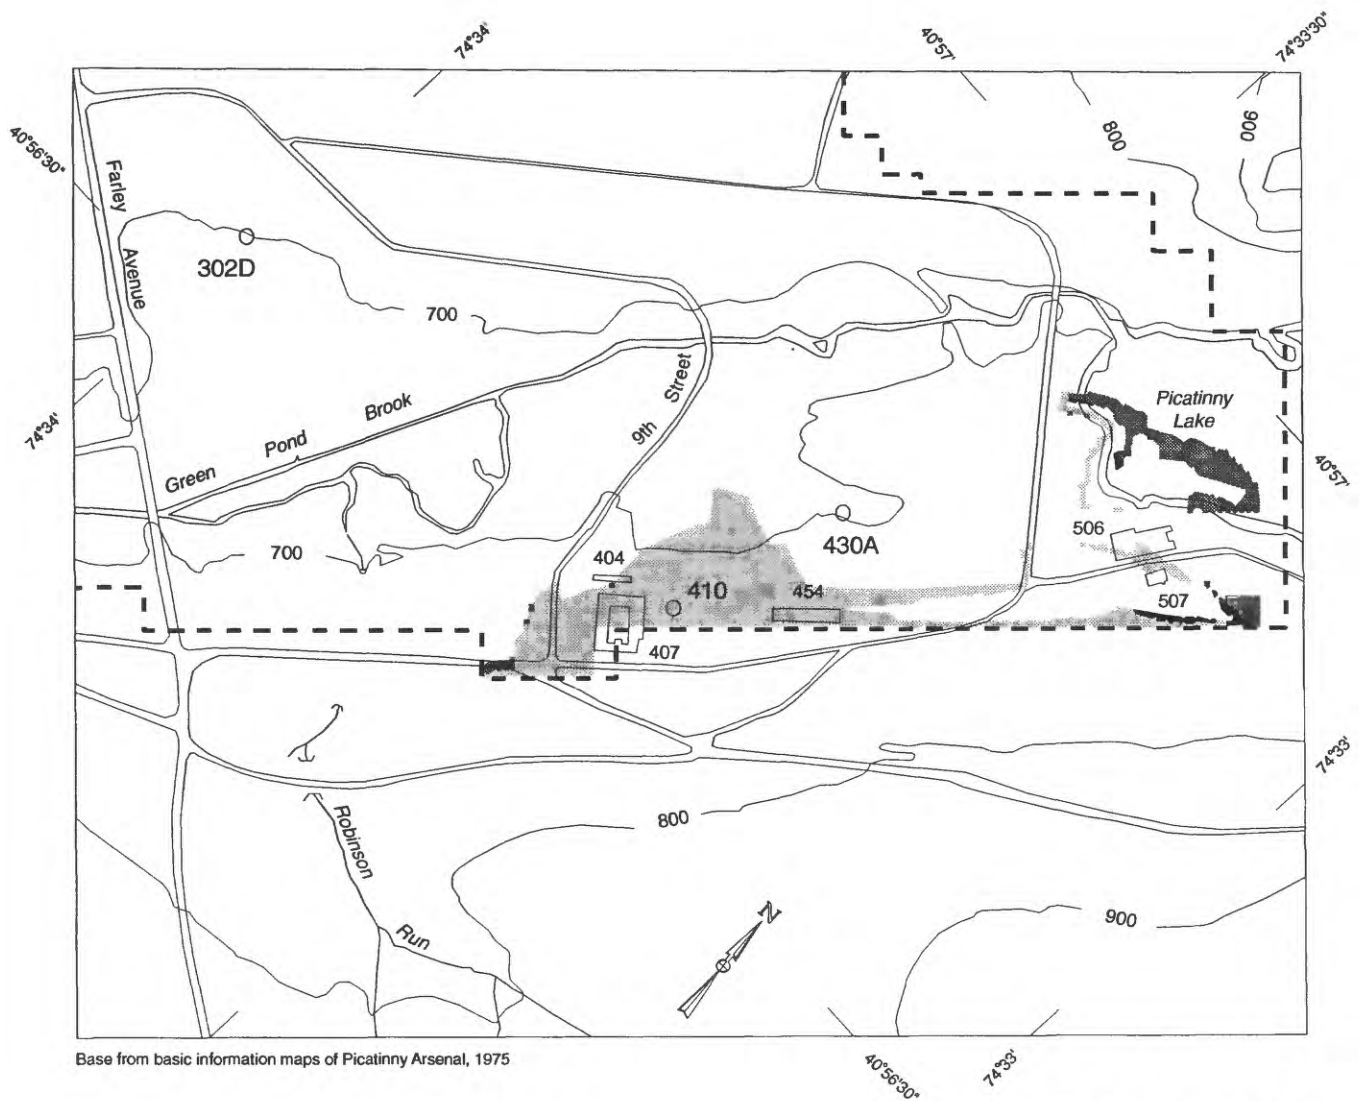 74°34'
40°57'
74°33'30"
40°56'30"
800
900
Farley
Avenue
302D
700
Picatinny
Lake
9th Street
Green Pond Brook
74°34'
40°57'
700
404
430A
506
410
454
507
407
74°33'
Robinson
Run
800
900
N
Base from basic information maps of Picatinny Arsenal, 1975
40°56'30"
74°33'